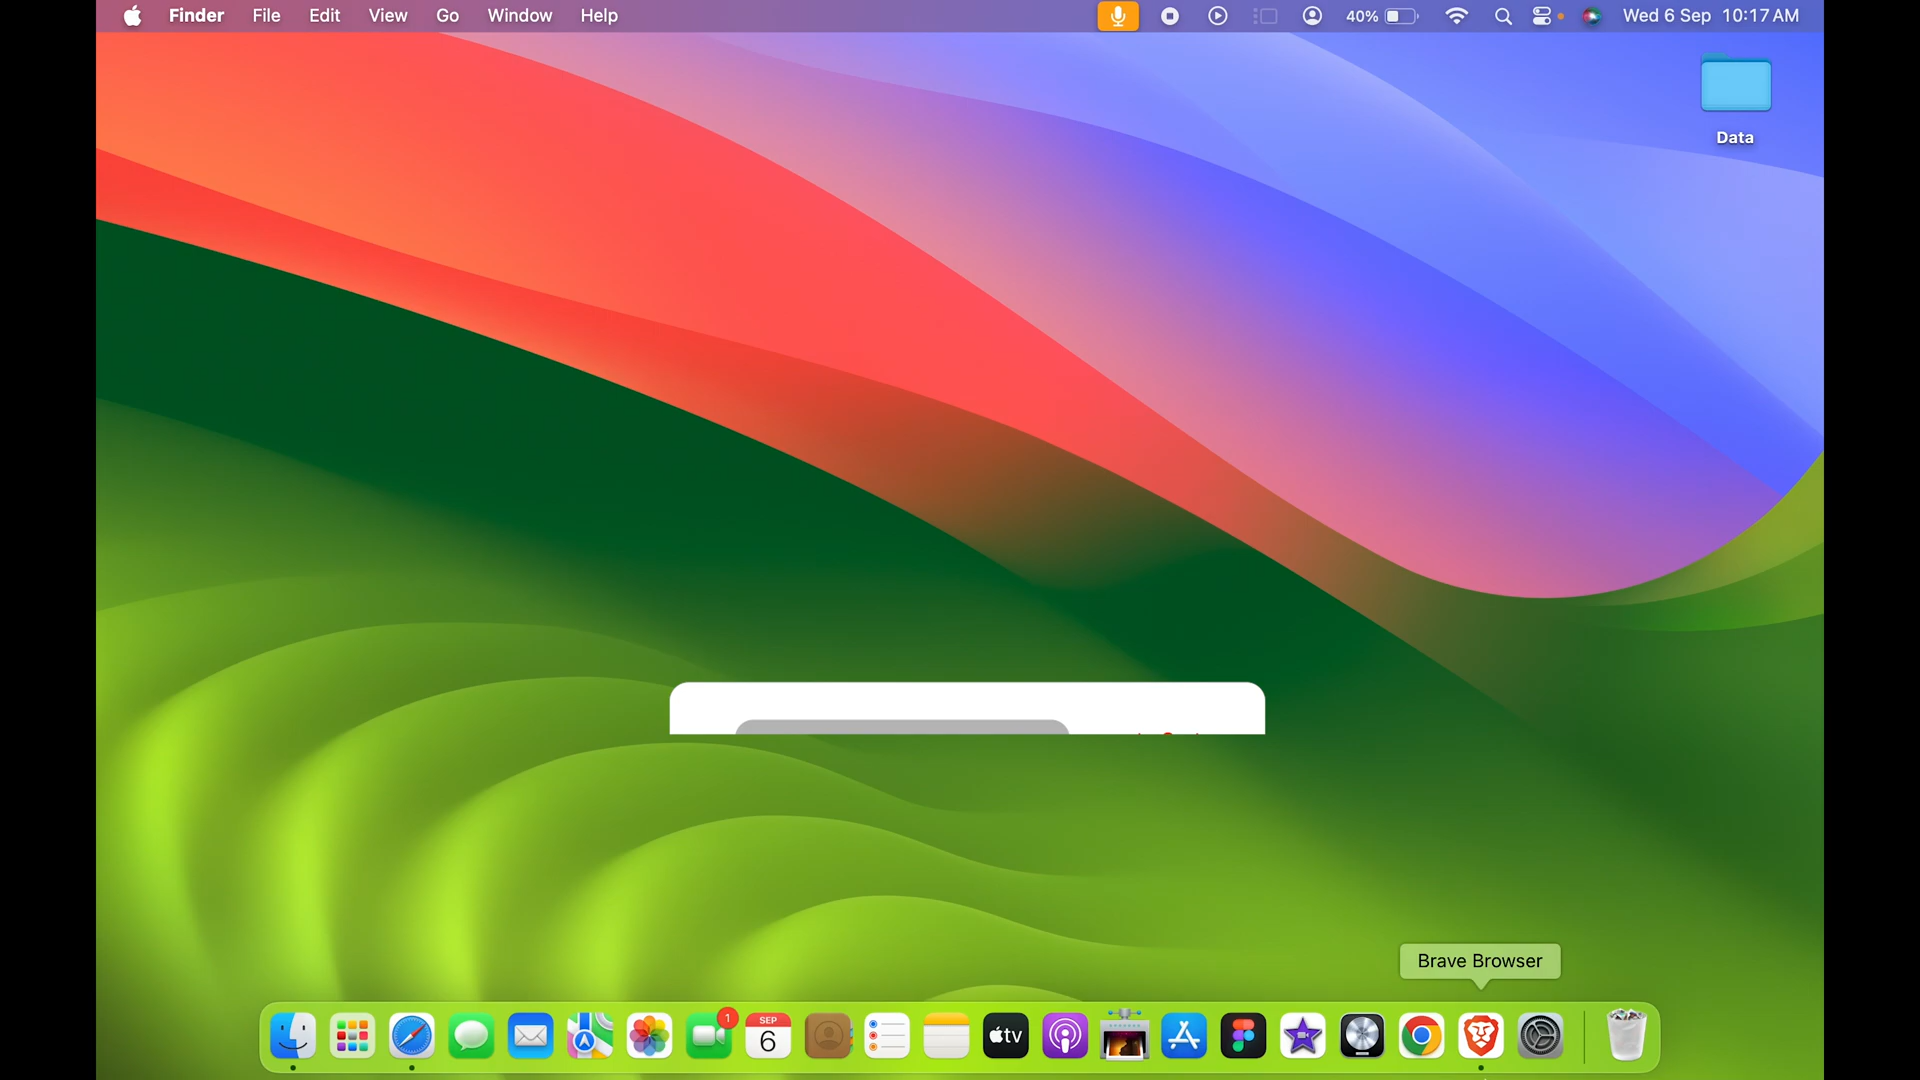 Finder File Edit View Go Window Help 40% Wed 6 Sep 10:17 AM
Data
Brave Browser
1
SEP
6
tv